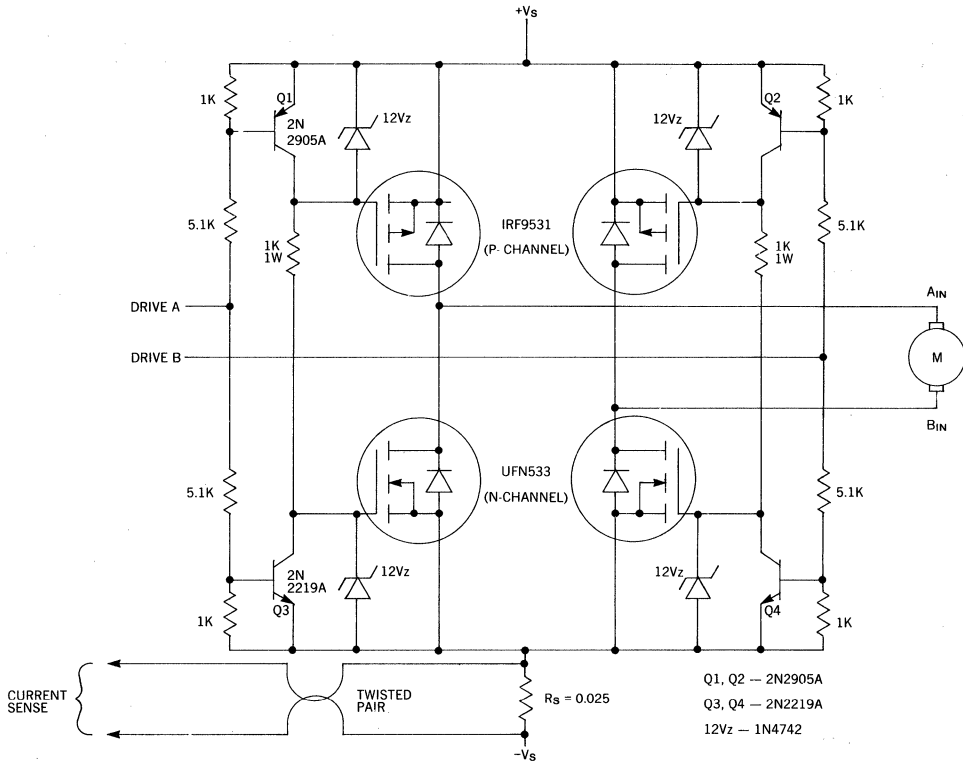 +Vs
Q1
Q2
1K
12Vz
12Vz
1K
2N
2905A
5.1K
IRF9531
(P- CHANNEL)
5.1K
1K
1W
1K
1W
DRIVE A
AIN
DRIVE B
M
BIN
UFN533
(N-CHANNEL)
5.1K
5.1K
2N
2219A
12Vz
12Vz
Q3
Q4
1K
1K
CURRENT
SENSE
TWISTED
PAIR
Rs = 0.025
Q1, Q2 — 2N2905A
Q3, Q4 — 2N2219A
12Vz — 1N4742
−Vs